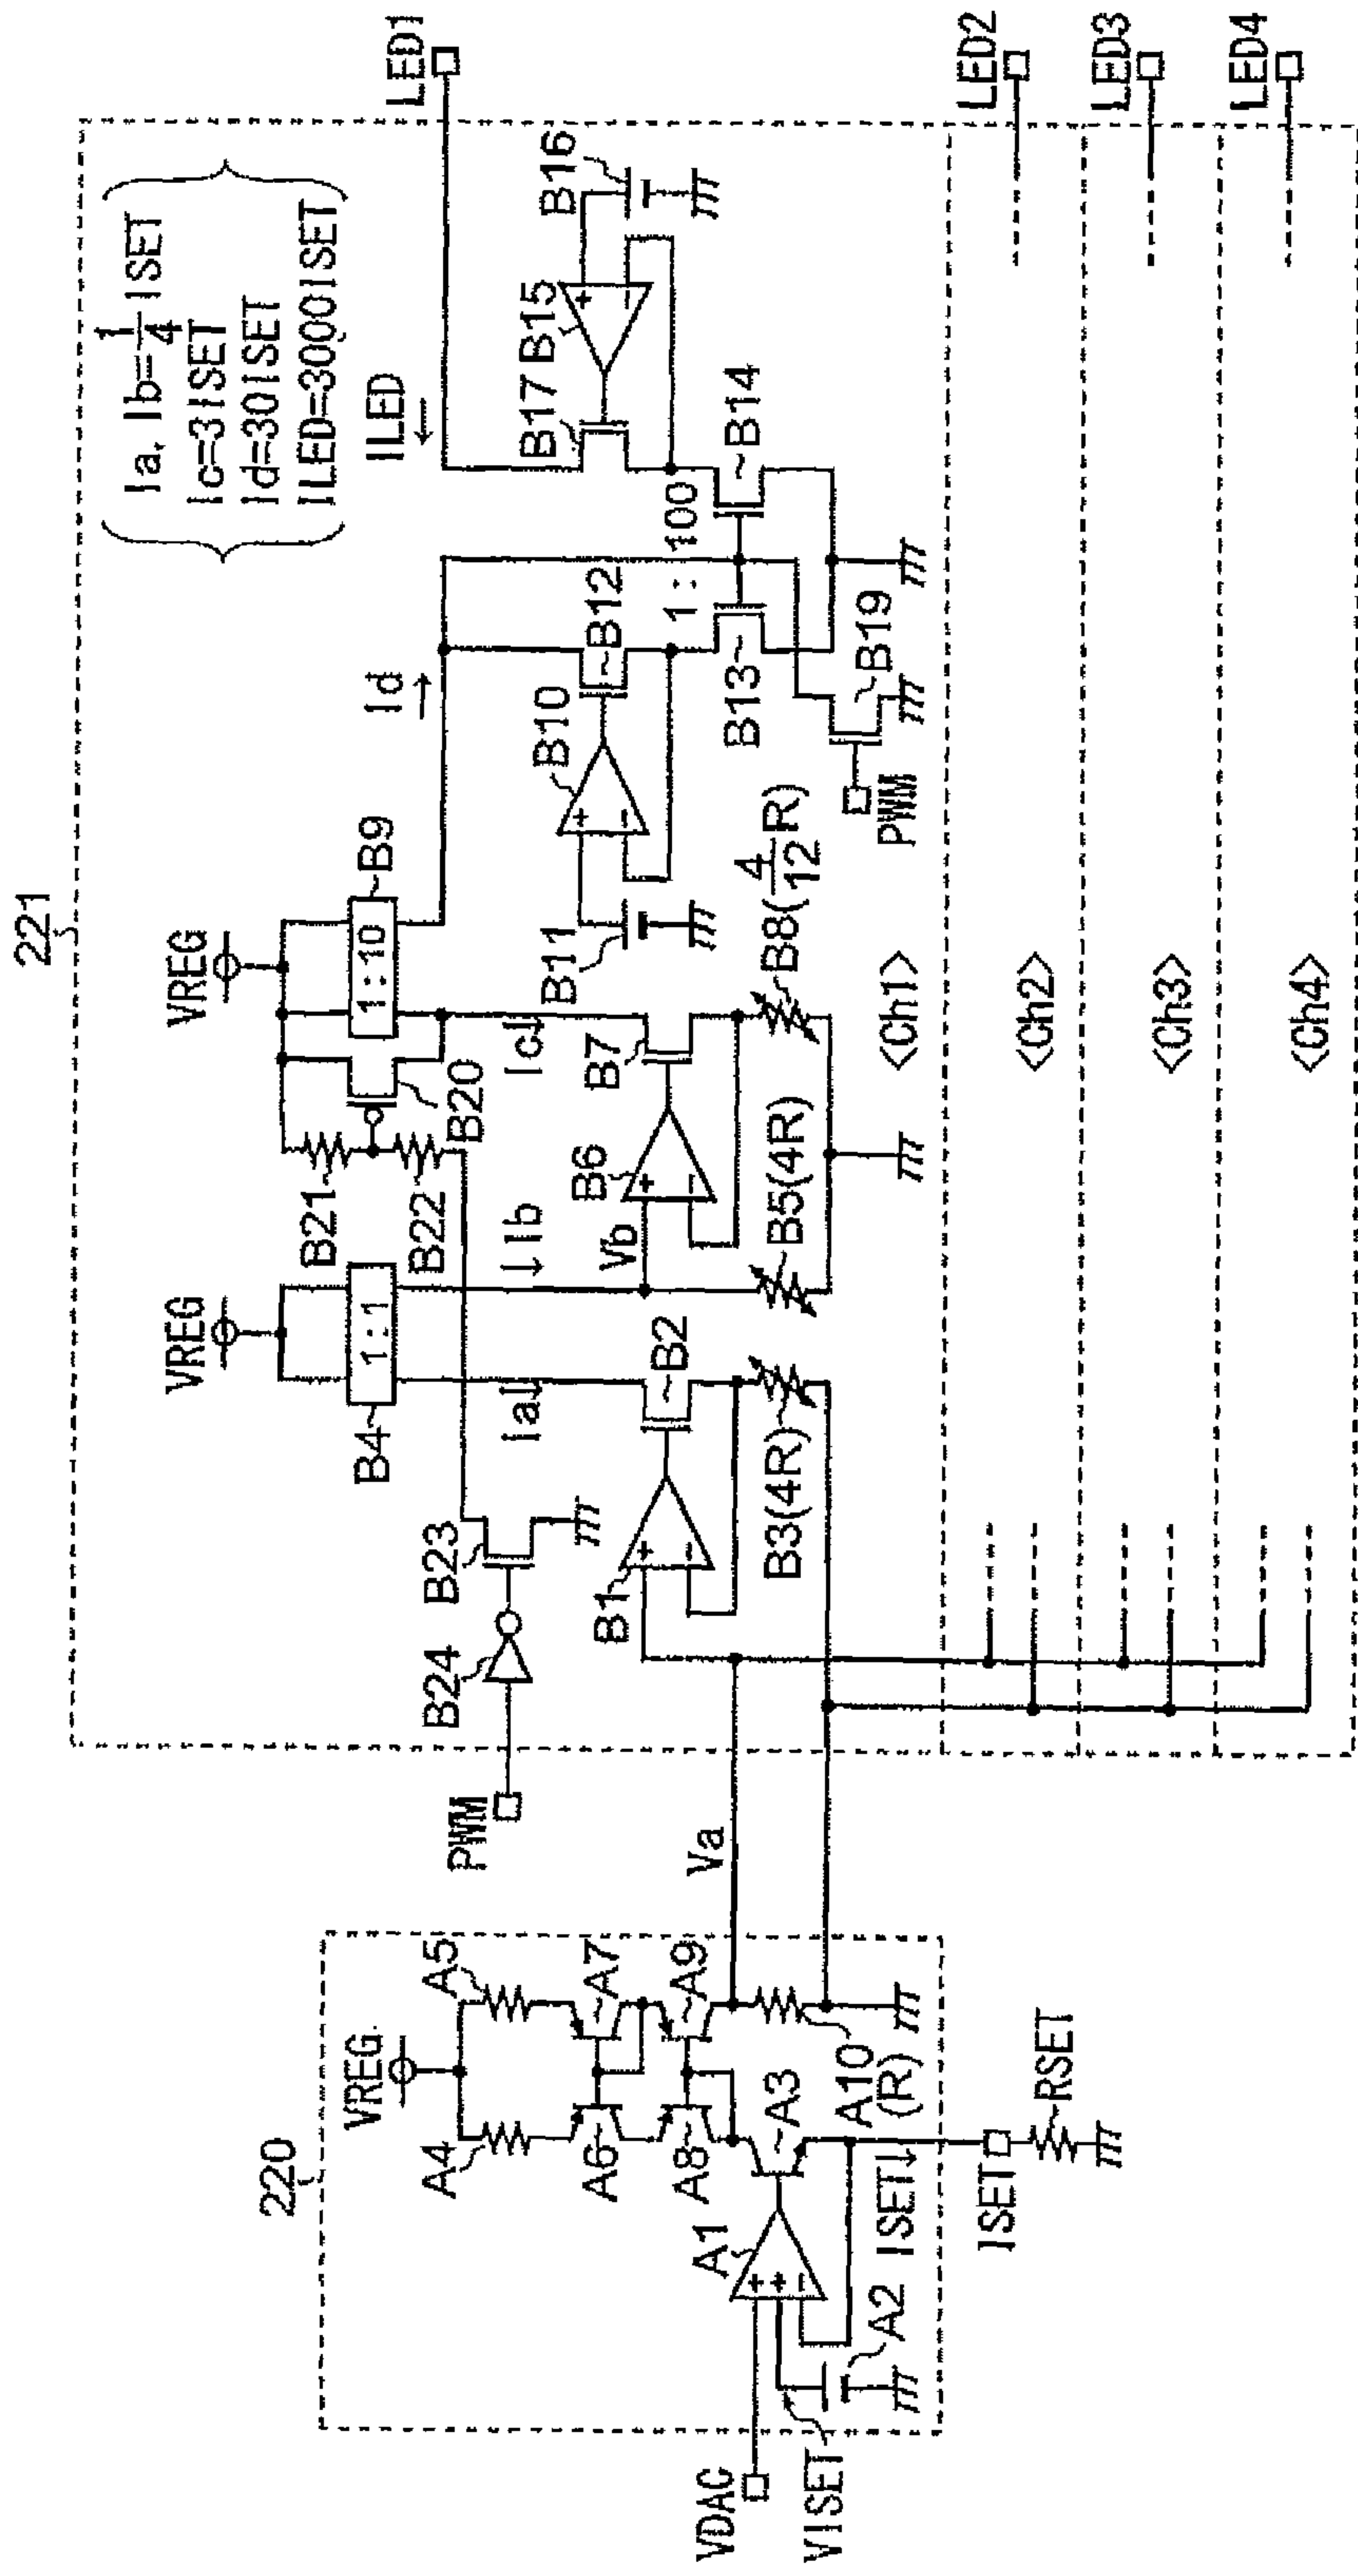 221
220
VREG
A4
A5
A6
A7
A8
A9
A1
A3
A10
(R)
A2
ISET↓
ISET
RSET
VDAC
VISET
Va
PWM
B24
B23
VREG
B4
1:1
Ia↓
↓Ib
B1
B2
B3(4R)
VREG
B21
B22
B20
1:10
B9
Ic↓
Vb
B6
B7
B5(4R)
B8(4/12R)
Id →
B11
B10
B12
B13
1 : 100
B14
B19
PWM
ILED ←
B17
B15
B16
Ia, Ib=1/4 ISET
Ic=3ISET
Id=30ISET
ILED=3000ISET
LED1
<Ch1>
LED2
<Ch2>
LED3
<Ch3>
LED4
<Ch4>